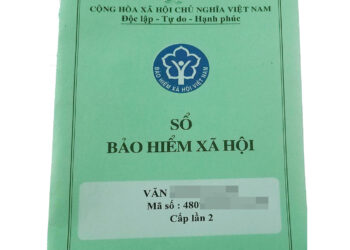 CỘNG HÒA XÃ HỘI CHỦ NGHĨA VIỆT NAM
Độc lập - Tự do - Hạnh phúc
BẢO HIỂM XÃ HỘI VIỆT NAM
SỔ
BẢO HIỂM XÃ HỘI
VĂN
Mã số : 480
Cấp lần 2